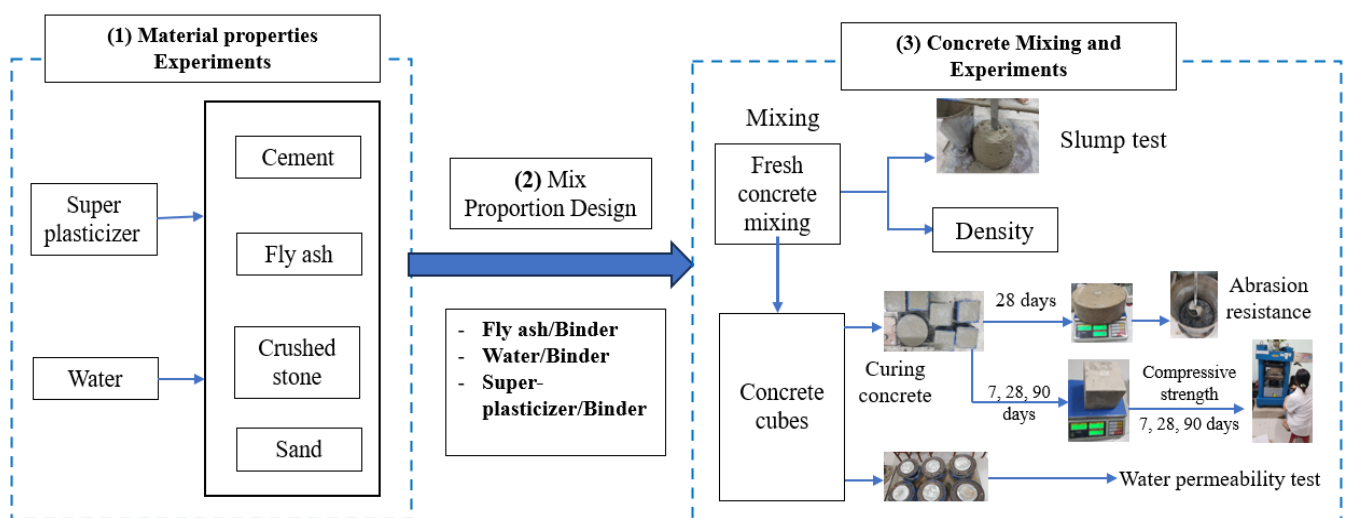 (1) Material properties
Experiments
Super
plasticizer
Water
Cement
Fly ash
Crushed
stone
Sand
(2) Mix
Proportion Design
- Fly ash/Binder
- Water/Binder
- Super-
plasticizer/Binder
(3) Concrete Mixing and
Experiments
Mixing
Fresh
concrete
mixing
Slump test
Density
Concrete
cubes
Curing
concrete
28 days
Abrasion
resistance
7, 28, 90
days
Compressive
strength
7, 28, 90 days
Water permeability test